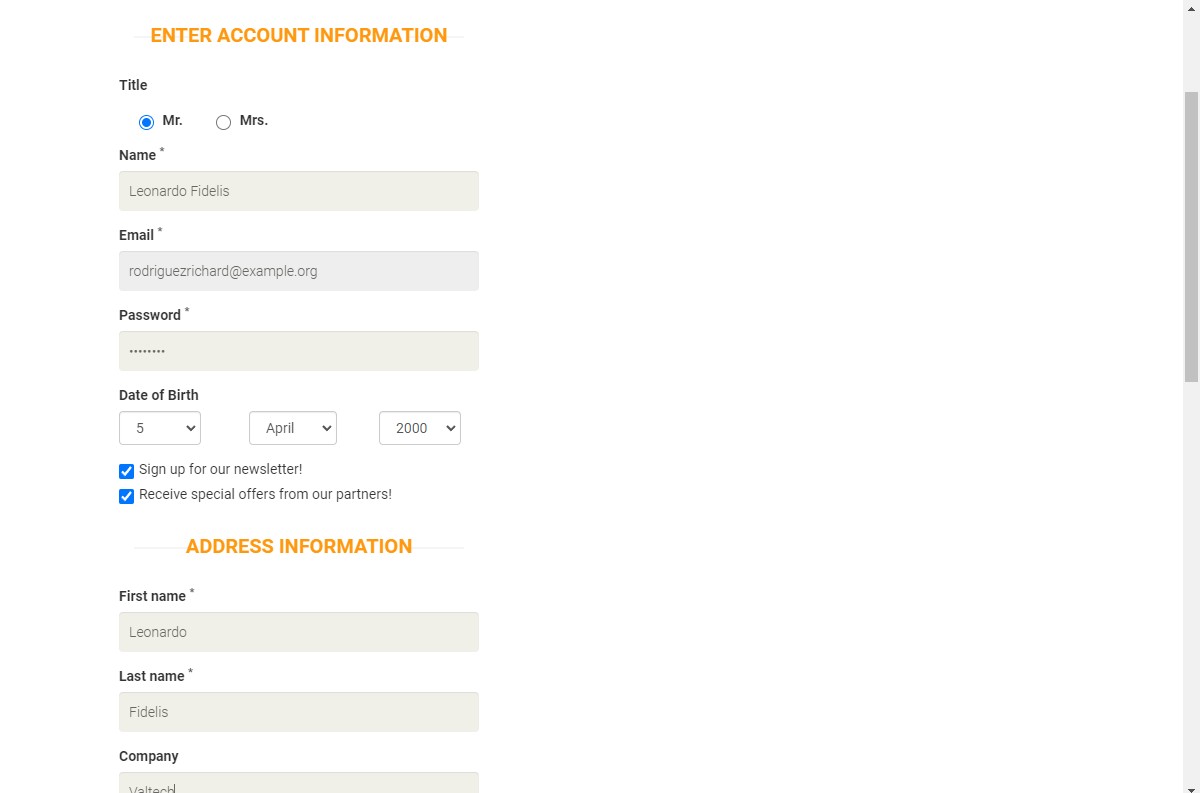 ENTER ACCOUNT INFORMATION
Title
Mr. Mrs.
Name *
Leonardo Fidelis
Email *
rodriguezrichard@example.org
Password *
••••••••
Date of Birth
5 April 2000
Sign up for our newsletter!
Receive special offers from our partners!
ADDRESS INFORMATION
First name *
Leonardo
Last name *
Fidelis
Company
Valtech